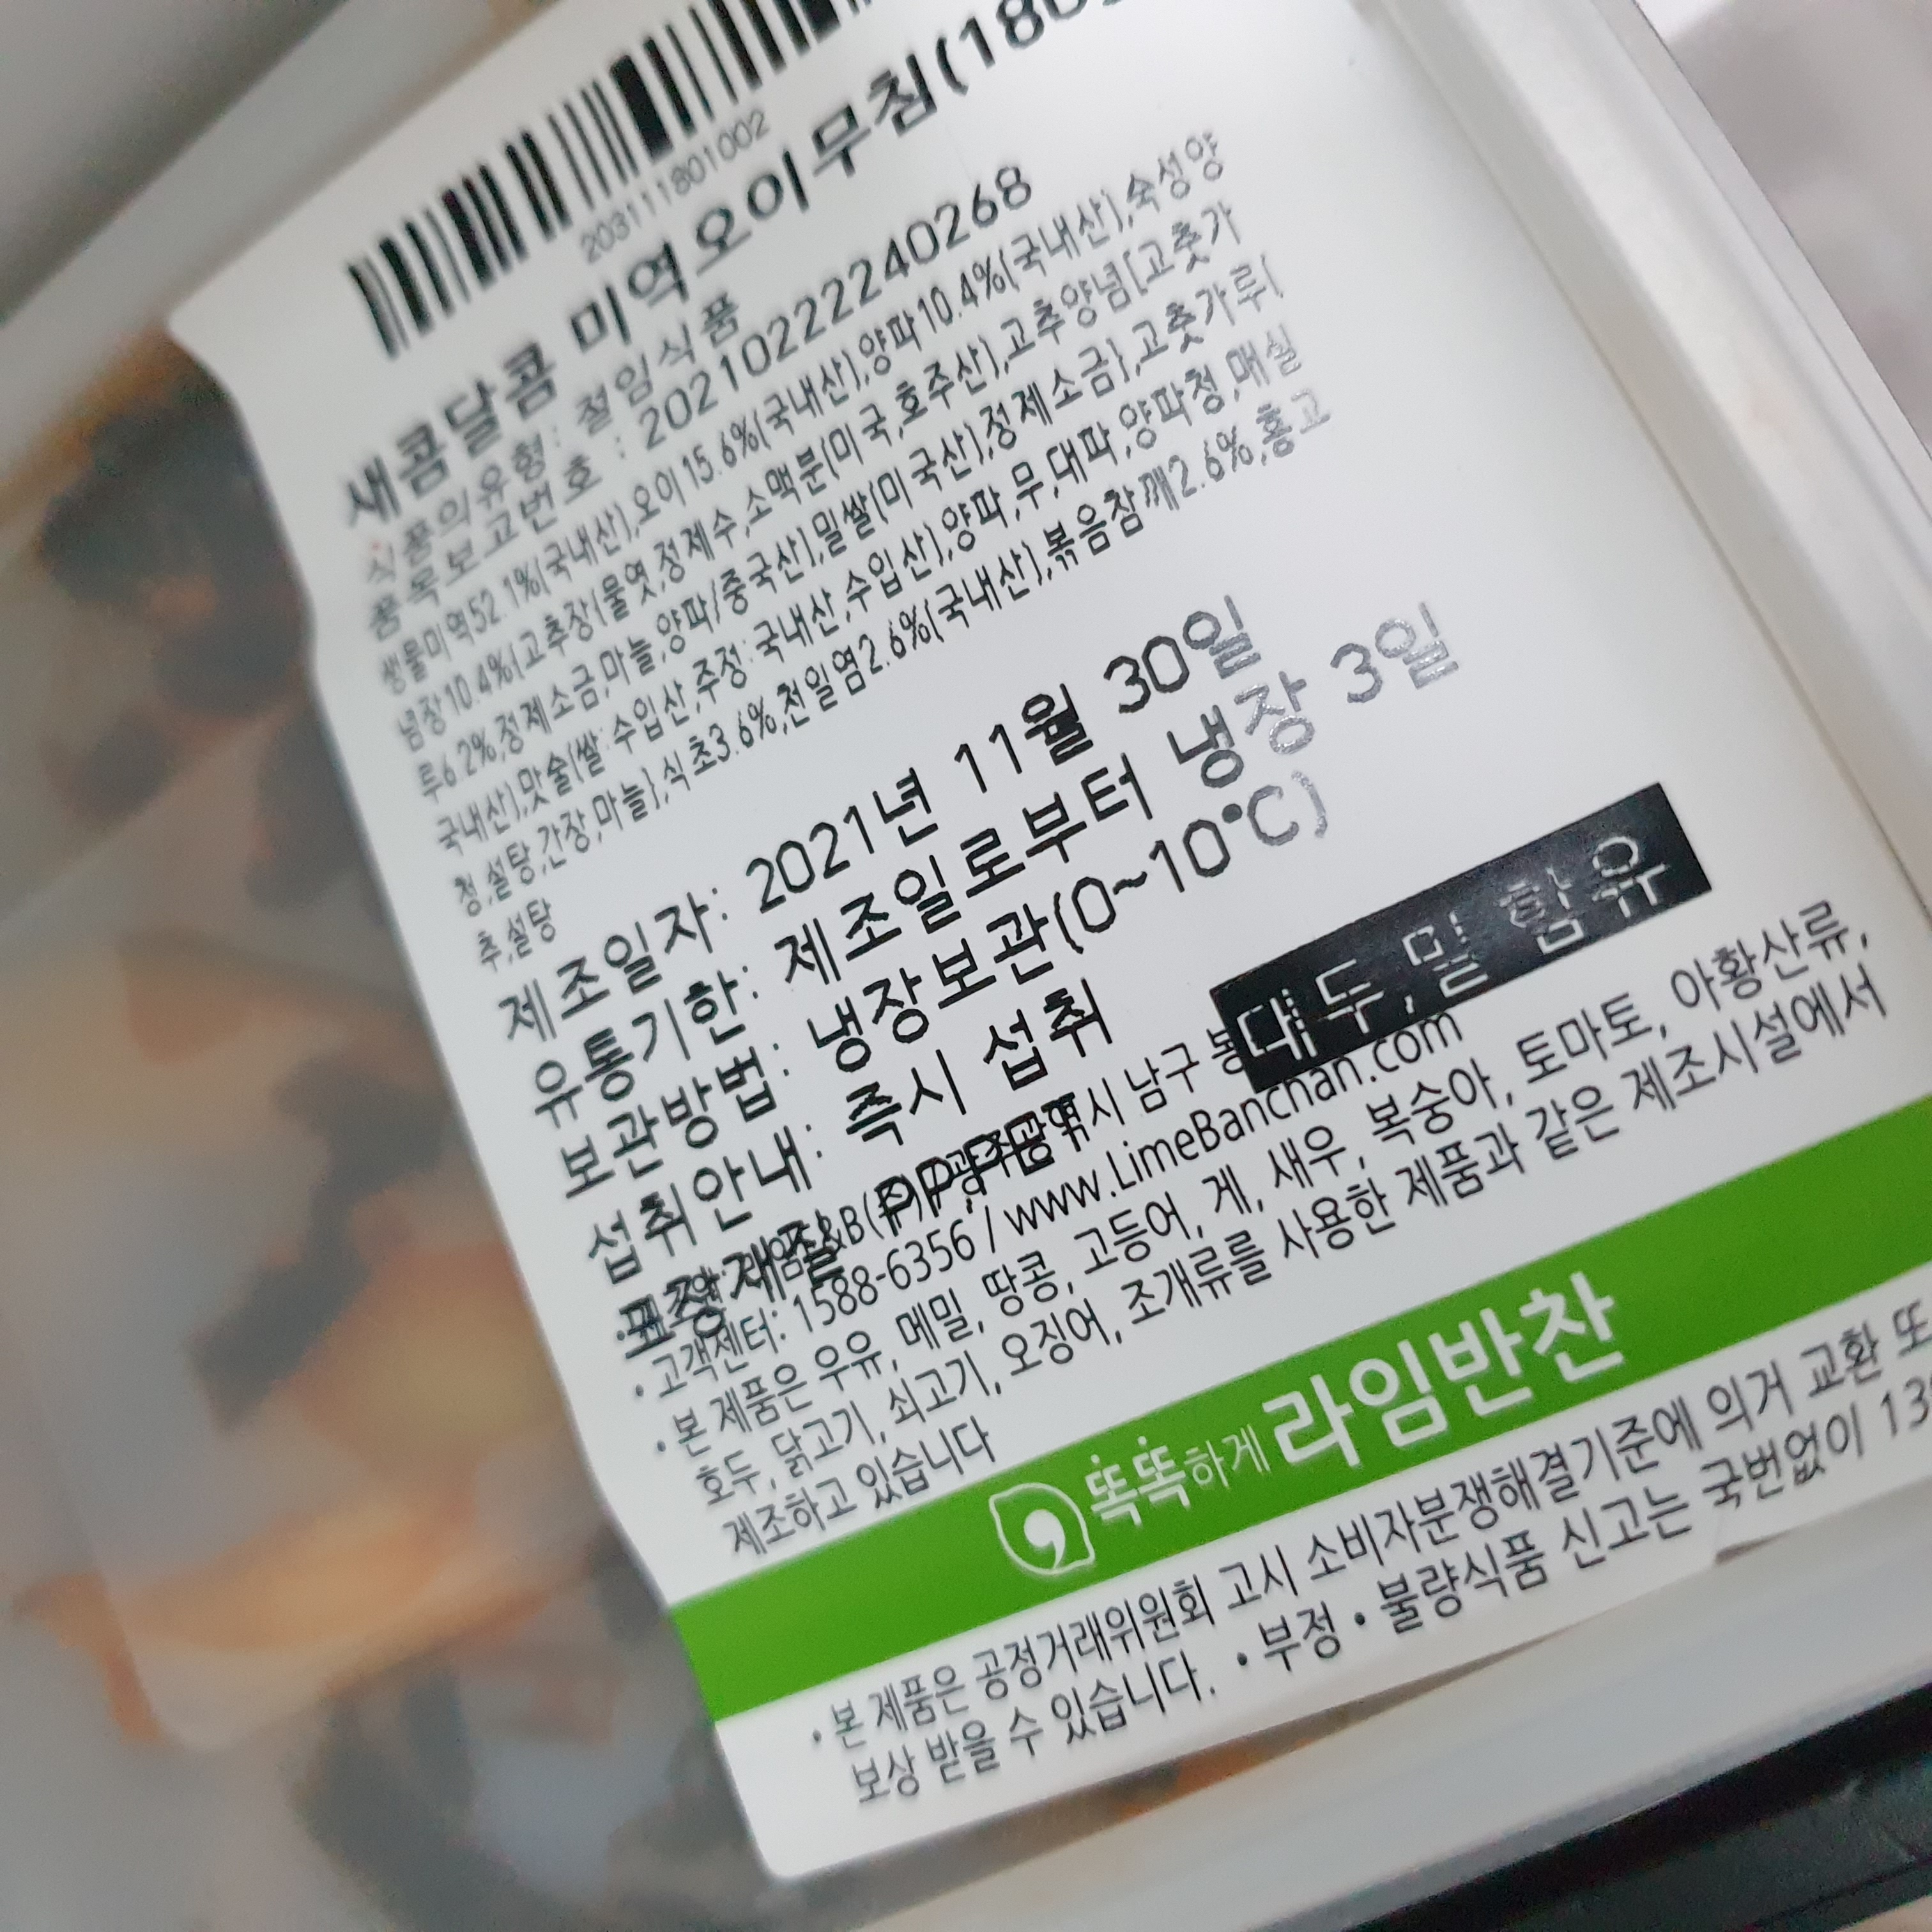 2031111801002
새콤달콤 미역오이무침(180
식품의유형: 절임식품
품목보고번호 : 20210222240268
생물미역52.1%(국내산),오이15.6%(국내산),양파10.4%(국내산),숙성양
념장10.4%{고추장(물엿,정제수,소맥분(미국,호주산),고추양념[고춧가
루6.2%,정제소금,마늘,양파/중국산],밀쌀(미국산),정제소금},고춧가루(
국내산),맛술(쌀:수입산,주정:국내산,수입산),양파,무,대파,양파청,매실
청,설탕,간장,마늘},식초3.6%,천일염2.6%(국내산),볶음참깨2.6%,홍고
추,설탕
제조일자: 2021년 11월 30일
유통기한: 제조일로부터 냉장 3일
보관방법: 냉장보관(0~10°C)
섭취안내: 즉시 섭취
대두,밀 함유
포장재질 PP,PET
&B(주)/광주광역시 남구
• 고객센터: 1588-6356 / www.LimeBanchan.com
• 본 제품은 우유, 메밀, 땅콩, 고등어, 게, 새우, 복숭아, 토마토, 아황산류,
호두, 닭고기, 쇠고기, 오징어, 조개류를 사용한 제품과 같은 제조시설에서
제조하고 있습니다
똑똑하게 라임반찬
• 본 제품은 공정거래위원회 고시 소비자분쟁해결기준에 의거 교환 또
보상 받을 수 있습니다. • 부정 • 불량식품 신고는 국번없이 13